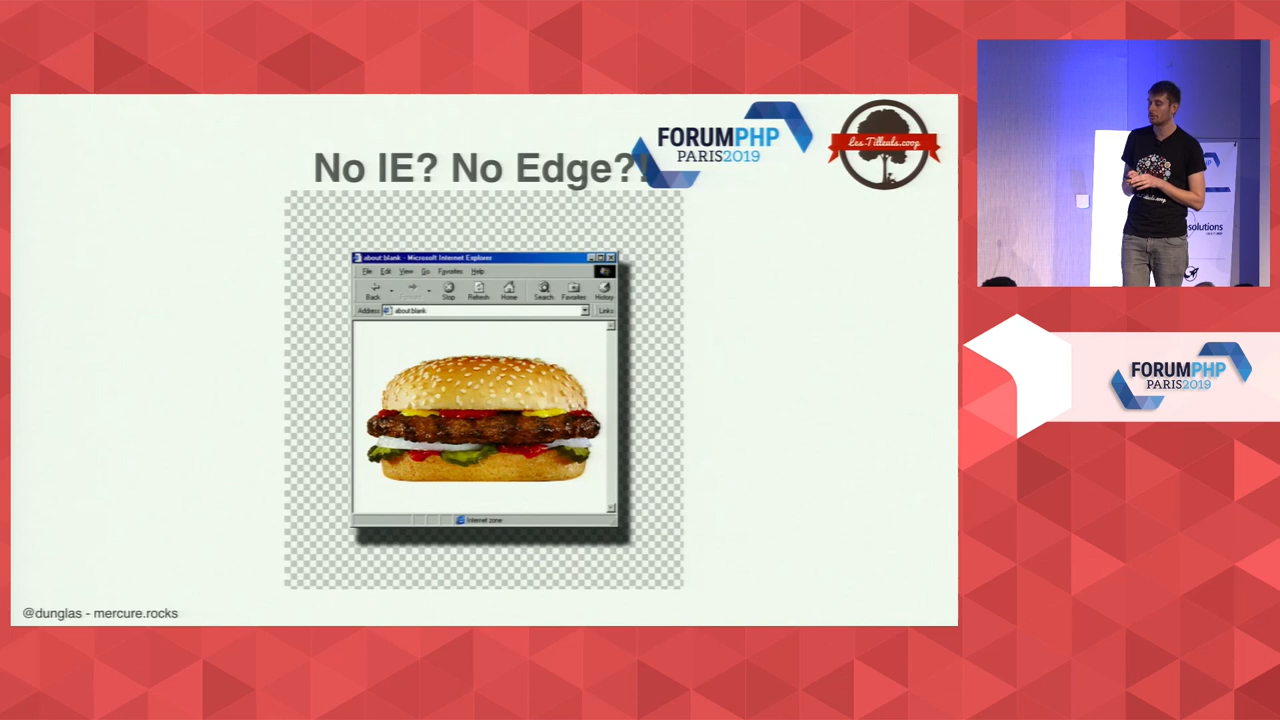 No IE? No Edge?!
FORUMPHP
PARIS2019
Les-Tilleuls.coop
about:blank - Microsoft Internet Explorer
File Edit View Go Favorites Help
Back Forward Stop Refresh Home Search Favorites History
Address about:blank Links
Internet zone
@dunglas - mercure.rocks
solutions
FORUMPHP
PARIS2019